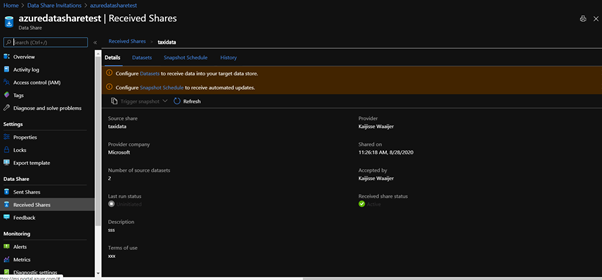 Home > Data Share Invitations > azuredatasharetest
azuredatasharetest | Received Shares
Data Share
Search (Ctrl+/)
Overview
Activity log
Access control (IAM)
Tags
Diagnose and solve problems
Settings
Properties
Locks
Export template
Data Share
Sent Shares
Received Shares
Feedback
Monitoring
Alerts
Metrics
Diagnostic settings
Received Shares > taxidata
Details Datasets Snapshot Schedule History
Configure Datasets to receive data into your target data store.
Configure Snapshot Schedule to receive automated updates.
Trigger snapshot Refresh
Source share
taxidata
Provider
Kaijisse Waaijer
Provider company
Microsoft
Shared on
11:26:18 AM, 8/28/2020
Number of source datasets
2
Accepted by
Kaijisse Waaijer
Last run status
Received share status
Active
Description
sss
Terms of use
xxx